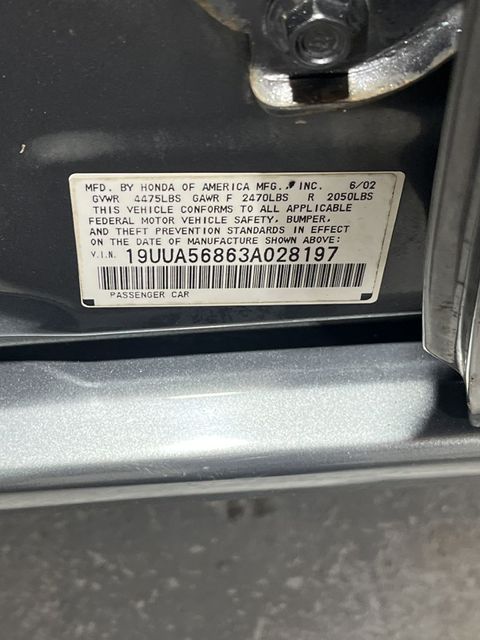 MFD. BY HONDA OF AMERICA MFG., INC. 6/02
GVWR 4475LBS GAWR F 2470LBS R 2050LBS
THIS VEHICLE CONFORMS TO ALL APPLICABLE
FEDERAL MOTOR VEHICLE SAFETY, BUMPER,
AND THEFT PREVENTION STANDARDS IN EFFECT
ON THE DATE OF MANUFACTURE SHOWN ABOVE:
V.I.N. 19UUA56863A028197
PASSENGER CAR